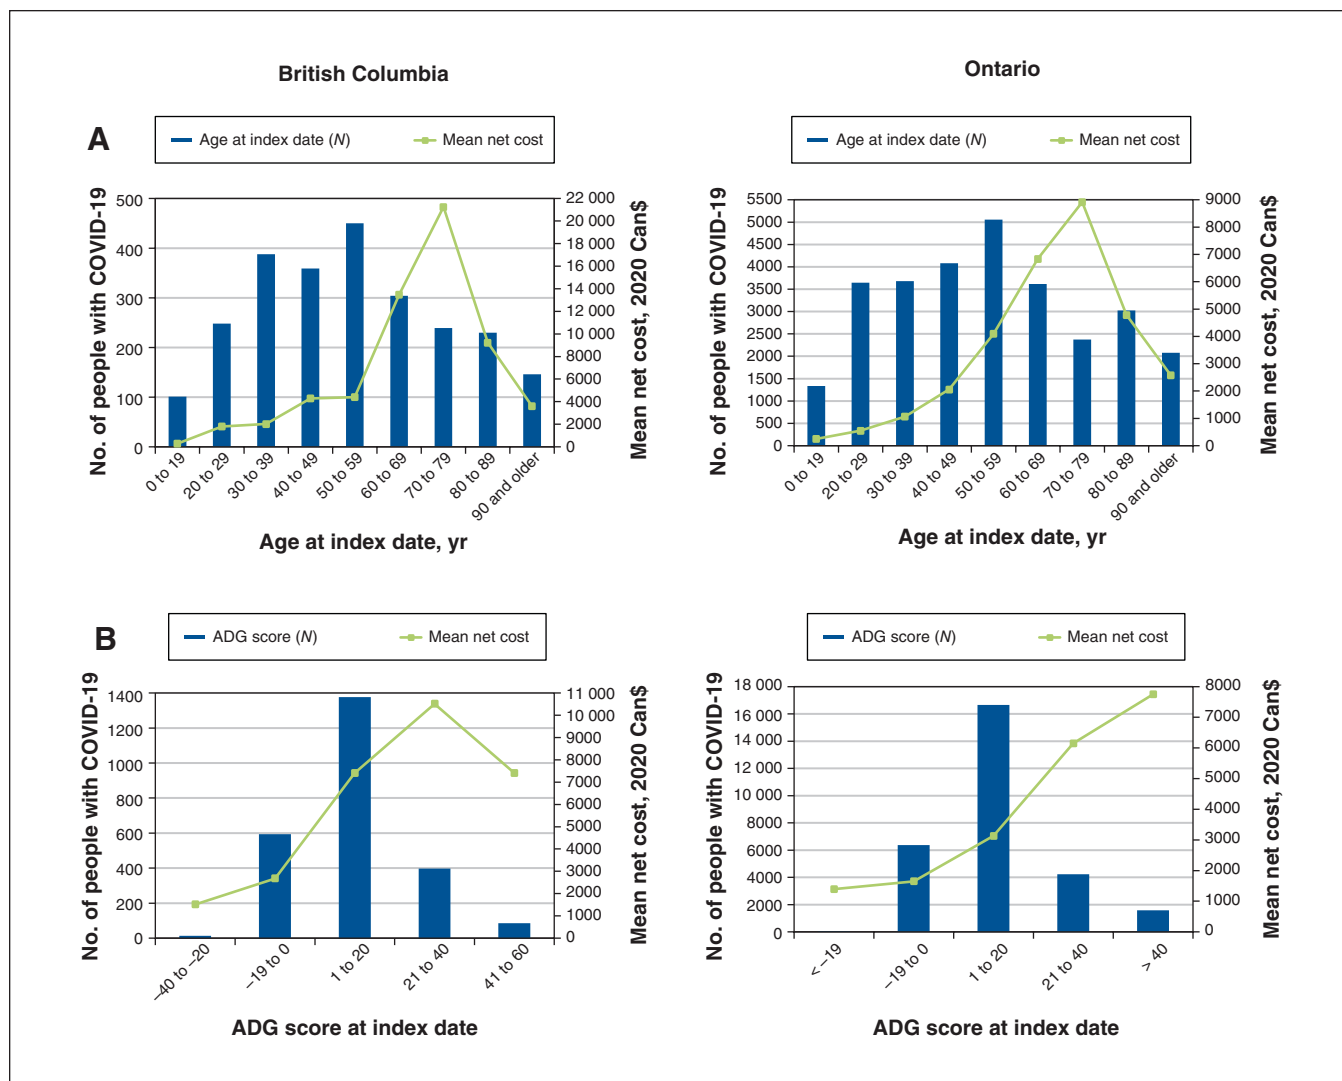 British Columbia
Ontario
A
Age at index date (N)
Mean net cost
Age at index date (N)
Mean net cost
No. of people with COVID-19
500
400
300
200
100
0
22 000
20 000
18 000
16 000
14 000
12 000
10 000
8000
6000
4000
2000
0
Mean net cost, 2020 Can$
0 to 19
20 to 29
30 to 39
40 to 49
50 to 59
60 to 69
70 to 79
80 to 89
90 and older
Age at index date, yr
No. of people with COVID-19
5500
5000
4500
4000
3500
3000
2500
2000
1500
1000
500
0
9000
8000
7000
6000
5000
4000
3000
2000
1000
0
Mean net cost, 2020 Can$
0 to 19
20 to 29
30 to 39
40 to 49
50 to 59
60 to 69
70 to 79
80 to 89
90 and older
Age at index date, yr
B
ADG score (N)
Mean net cost
ADG score (N)
Mean net cost
No. of people with COVID-19
1400
1200
1000
800
600
400
200
0
11 000
10 000
9000
8000
7000
6000
5000
4000
3000
2000
1000
0
Mean net cost, 2020 Can$
–40 to –20
–19 to 0
1 to 20
21 to 40
41 to 60
ADG score at index date
No. of people with COVID-19
18 000
16 000
14 000
12 000
10 000
8000
6000
4000
2000
0
8000
7000
6000
5000
4000
3000
2000
1000
0
Mean net cost, 2020 Can$
< –19
–19 to 0
1 to 20
21 to 40
> 40
ADG score at index date